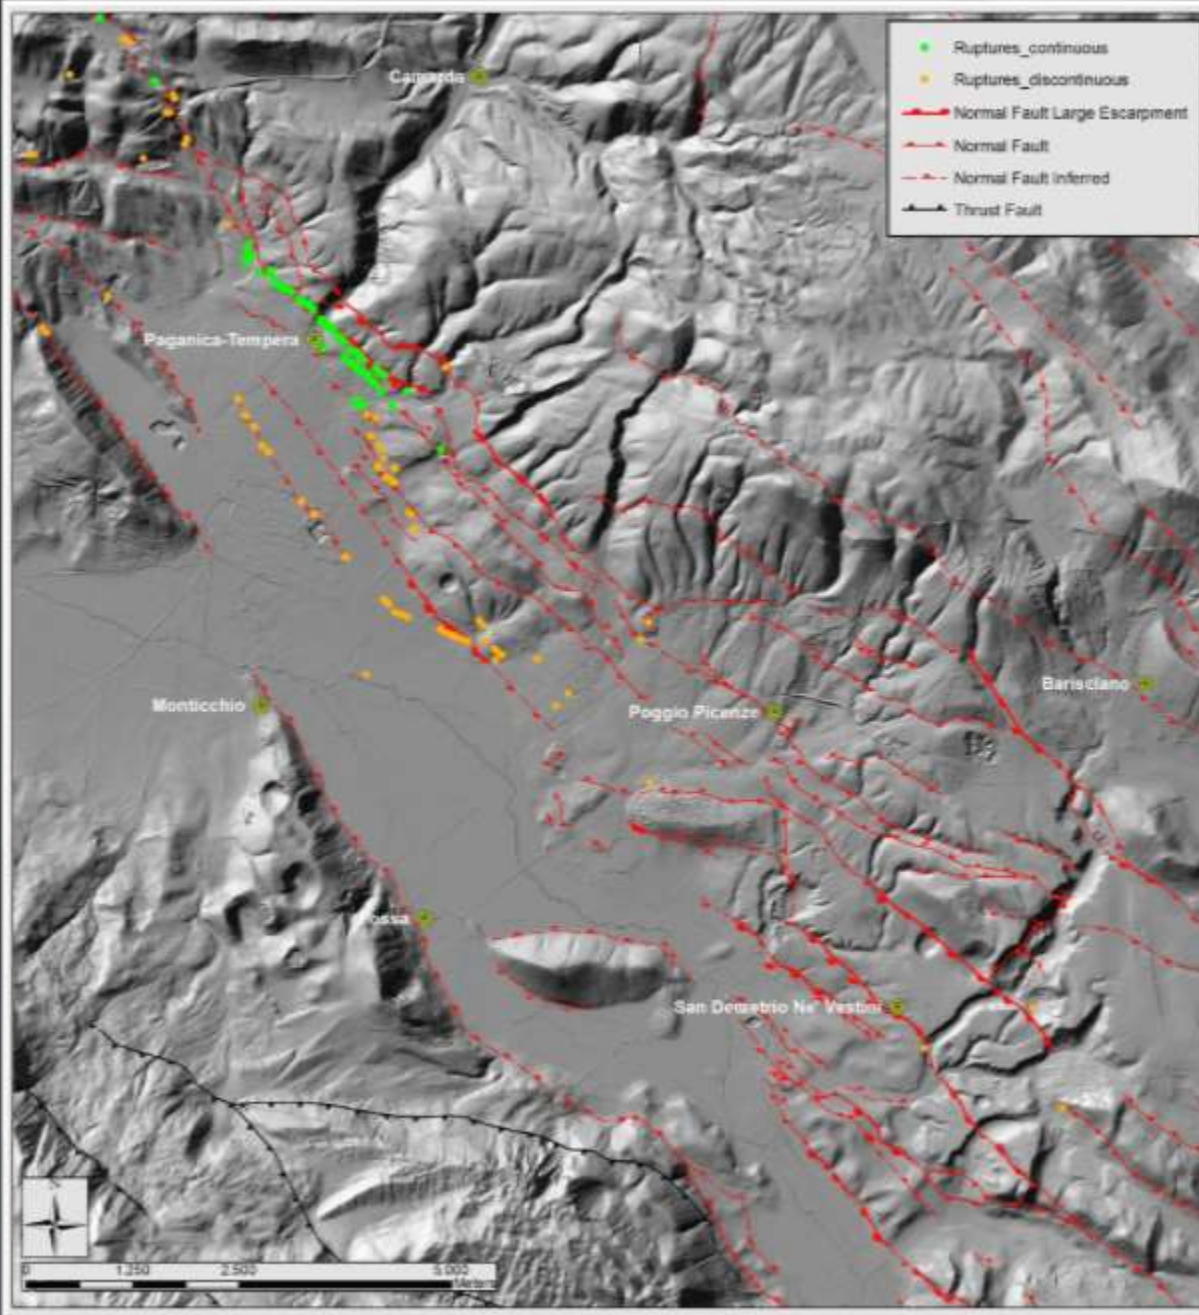 Ruptures_continuous
Ruptures_discontinuous
Normal Fault Large Escarpment
Normal Fault
Normal Fault Inferred
Thrust Fault
Camarda
Paganica-Tempera
Barisciano
Monticchio
Poggio Picenze
ossa
San Demetrio Ne' Vestini
0 1.250 2.500 5.000
Meters